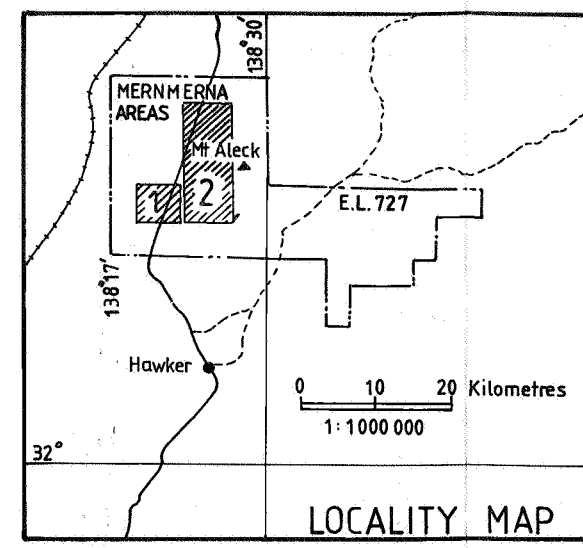 138°30'
MERNMERNA
AREAS
Mt Aleck
1
2
E.L. 727
138°17'
Hawker
0 10 20 Kilometres
1:1000 000
32°
LOCALITY MAP